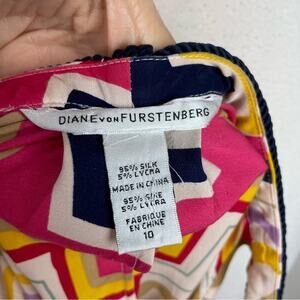 DIANE VON FURSTENBERG
95% SILK
5% LYCRA
MADE IN CHINA
95% SOIE
5% LYCRA
FABRIQUE
EN CHINE
10